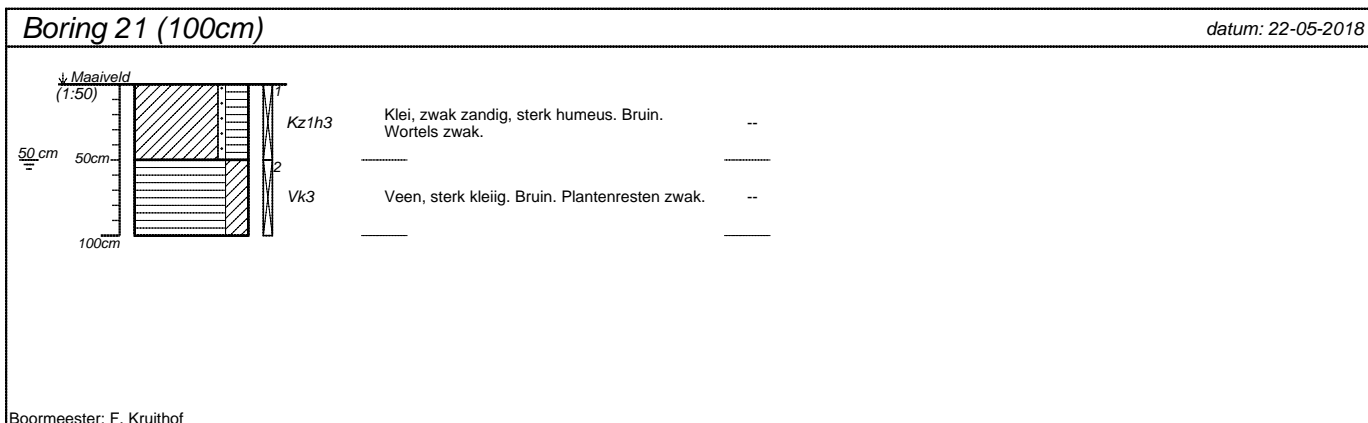 Boring 21 (100cm)
datum: 22-05-2018
Maaiveld
(1:50)
1
Kz1h3
Klei, zwak zandig, sterk humeus. Bruin.
Wortels zwak.
--
50 cm
50cm
2
Vk3
Veen, sterk kleiig. Bruin. Plantenresten zwak.
--
100cm
Boormeester: F. Kruithof